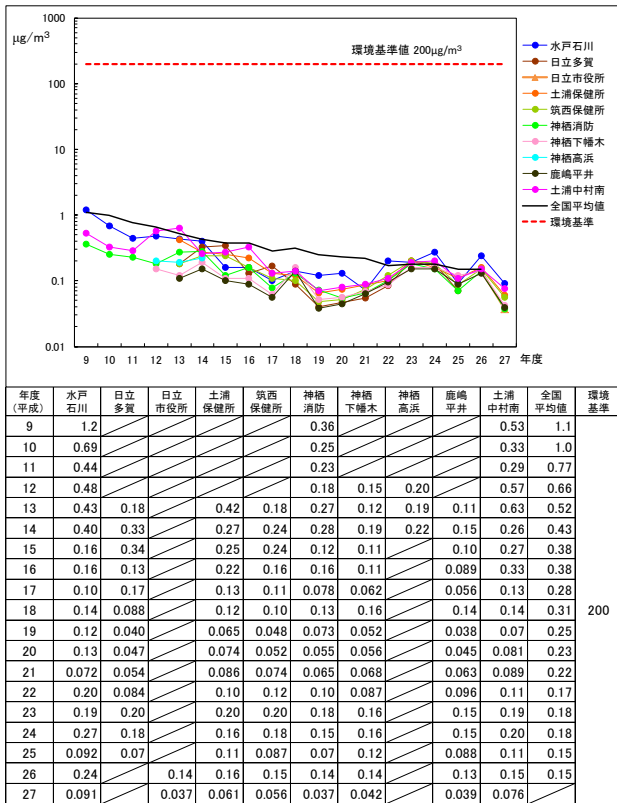 1000
μg/m³
環境基準値 200μg/m³
100
10
1
0.1
0.01
9 10 11 12 13 14 15 16 17 18 19 20 21 22 23 24 25 26 27 年度
水戸石川
日立多賀
日立市役所
土浦保健所
筑西保健所
神栖消防
神栖下幡木
神栖高浜
鹿嶋平井
土浦中村南
全国平均値
環境基準
年度 水戸 日立 日立 土浦 筑西 神栖 神栖 神栖 鹿嶋 土浦 全国 環境
(平成) 石川 多賀 市役所 保健所 保健所 消防 下幡木 高浜 平井 中村南 平均値 基準
9 1.2 0.36 0.53 1.1
10 0.69 0.25 0.33 1.0
11 0.44 0.23 0.29 0.77
12 0.48 0.18 0.15 0.20 0.57 0.66
13 0.43 0.18 0.42 0.18 0.27 0.12 0.19 0.11 0.63 0.52
14 0.40 0.33 0.27 0.24 0.28 0.19 0.22 0.15 0.26 0.43
15 0.16 0.34 0.25 0.24 0.12 0.11 0.10 0.27 0.38
16 0.16 0.13 0.22 0.16 0.16 0.11 0.089 0.33 0.38
17 0.10 0.17 0.13 0.11 0.078 0.062 0.056 0.13 0.28
18 0.14 0.088 0.12 0.10 0.13 0.16 0.14 0.14 0.31 200
19 0.12 0.040 0.065 0.048 0.073 0.052 0.038 0.07 0.25
20 0.13 0.047 0.074 0.052 0.055 0.056 0.045 0.081 0.23
21 0.072 0.054 0.086 0.074 0.065 0.068 0.063 0.089 0.22
22 0.20 0.084 0.10 0.12 0.10 0.087 0.096 0.11 0.17
23 0.19 0.20 0.20 0.20 0.18 0.16 0.15 0.19 0.18
24 0.27 0.18 0.16 0.18 0.15 0.16 0.15 0.20 0.18
25 0.092 0.07 0.11 0.087 0.07 0.12 0.088 0.11 0.15
26 0.24 0.14 0.16 0.15 0.14 0.14 0.13 0.15 0.15
27 0.091 0.037 0.061 0.056 0.037 0.042 0.039 0.076